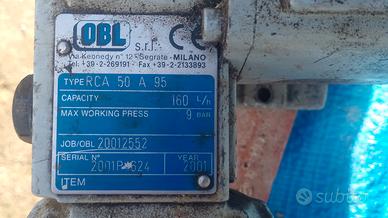 OBL s.r.l.
Via Kennedy n° 12 - Segrate - MILANO
Tel +39-2-269191 - Fax +39-2-2133893
TYPE RCA 50 A 95
CAPACITY 160 L/h
MAX WORKING PRESS 9 BAR
JOB/OBL 20012552
SERIAL N° YEAR
2001
ITEM
subito